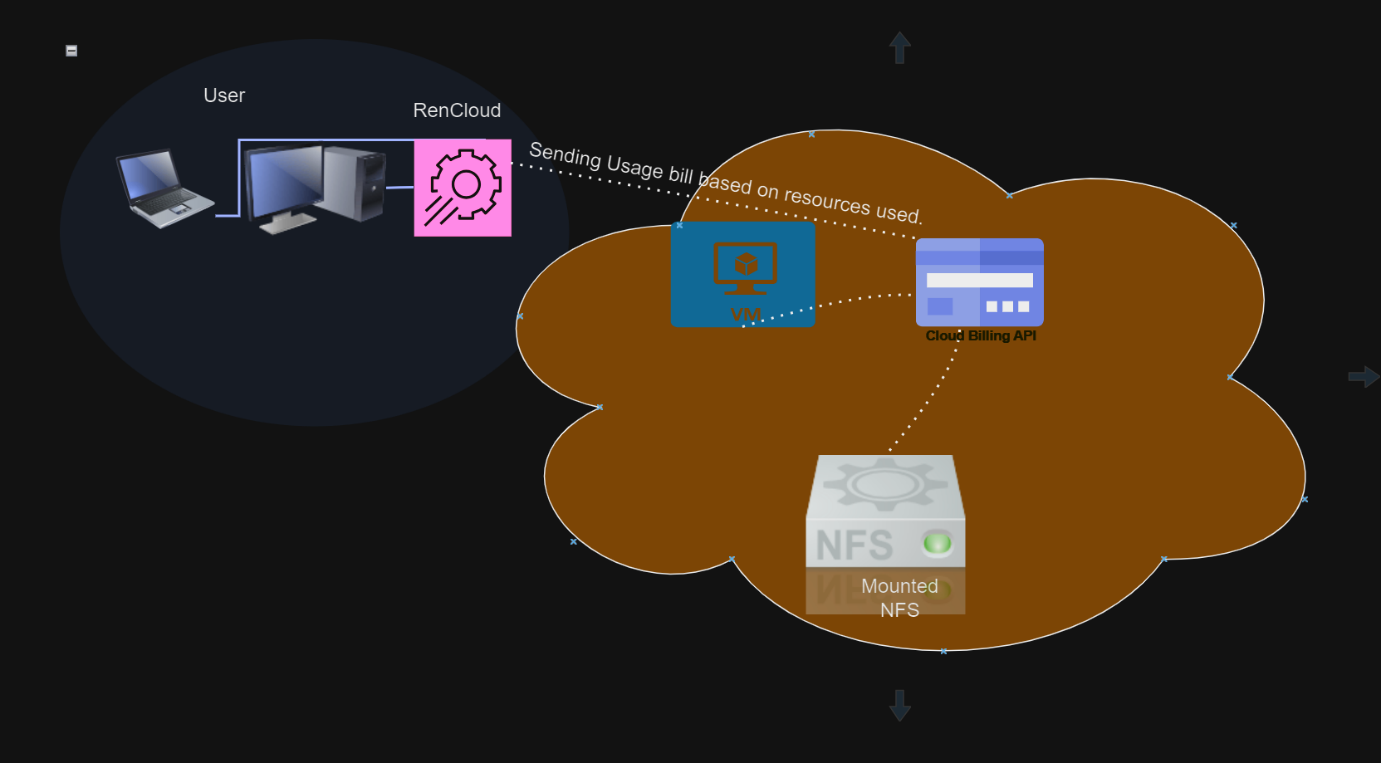 User
RenCloud
Sending Usage bill based on resources used.
VM
Cloud Billing API
NFS
Mounted
NFS